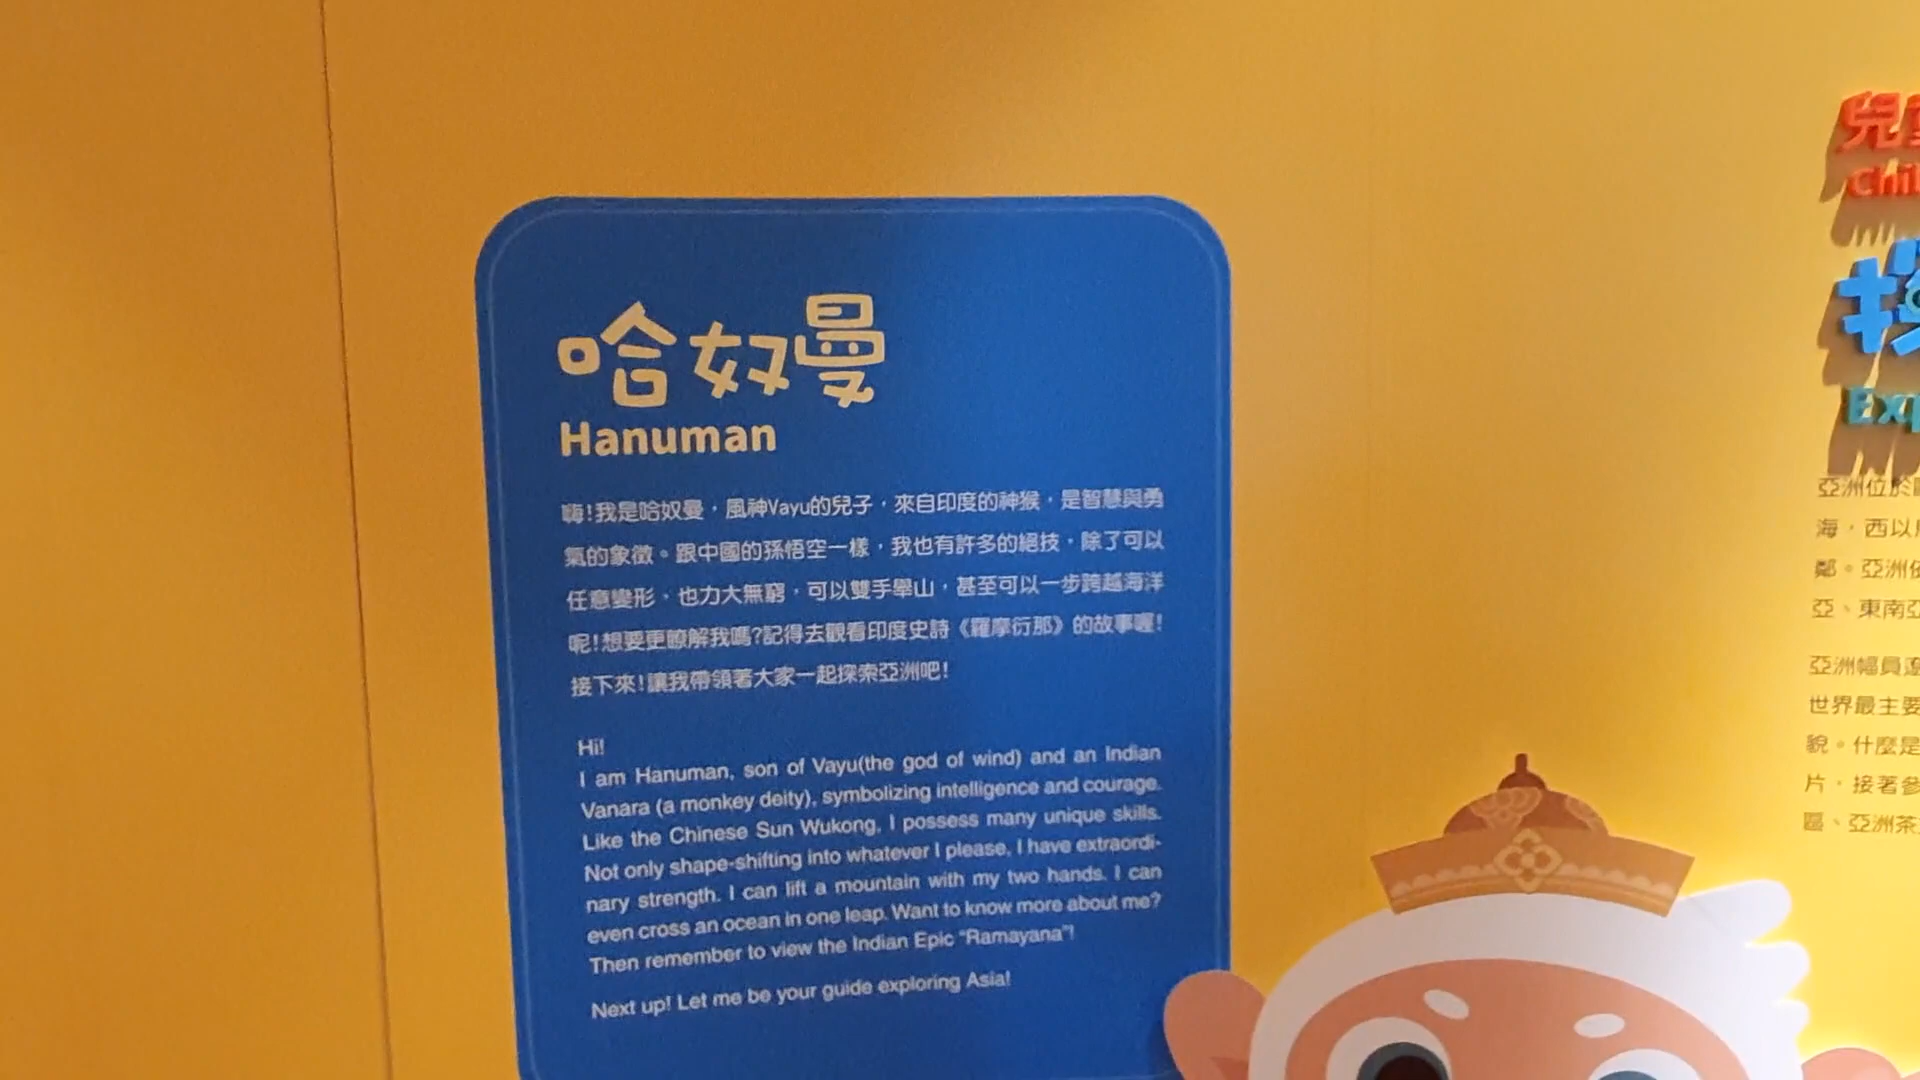 哈奴曼
Hanuman
嗨!我是哈奴曼，風神Vayu的兒子，來自印度的神猴，是智慧與勇
氣的象徵。跟中國的孫悟空一樣，我也有許多的絕技，除了可以
任意變形，也力大無窮，可以雙手舉山，甚至可以一步跨越海洋
呢!想要更瞭解我嗎?記得去觀看印度史詩《羅摩衍那》的故事喔!
接下來!讓我帶領著大家一起探索亞洲吧!
Hi!
I am Hanuman, son of Vayu(the god of wind) and an Indian
Vanara (a monkey deity), symbolizing intelligence and courage.
Like the Chinese Sun Wukong, I possess many unique skills.
Not only shape-shifting into whatever I please, I have extraordi-
nary strength. I can lift a mountain with my two hands. I can
even cross an ocean in one leap. Want to know more about me?
Then remember to view the Indian Epic “Ramayana”!
Next up! Let me be your guide exploring Asia!
兒
Chil
Exp
亞洲位於
海，西以
鄰。亞洲
亞、東南亞
亞洲幅員遼
世界最主要
貌。什麼是
片，接著參
區、亞洲茶